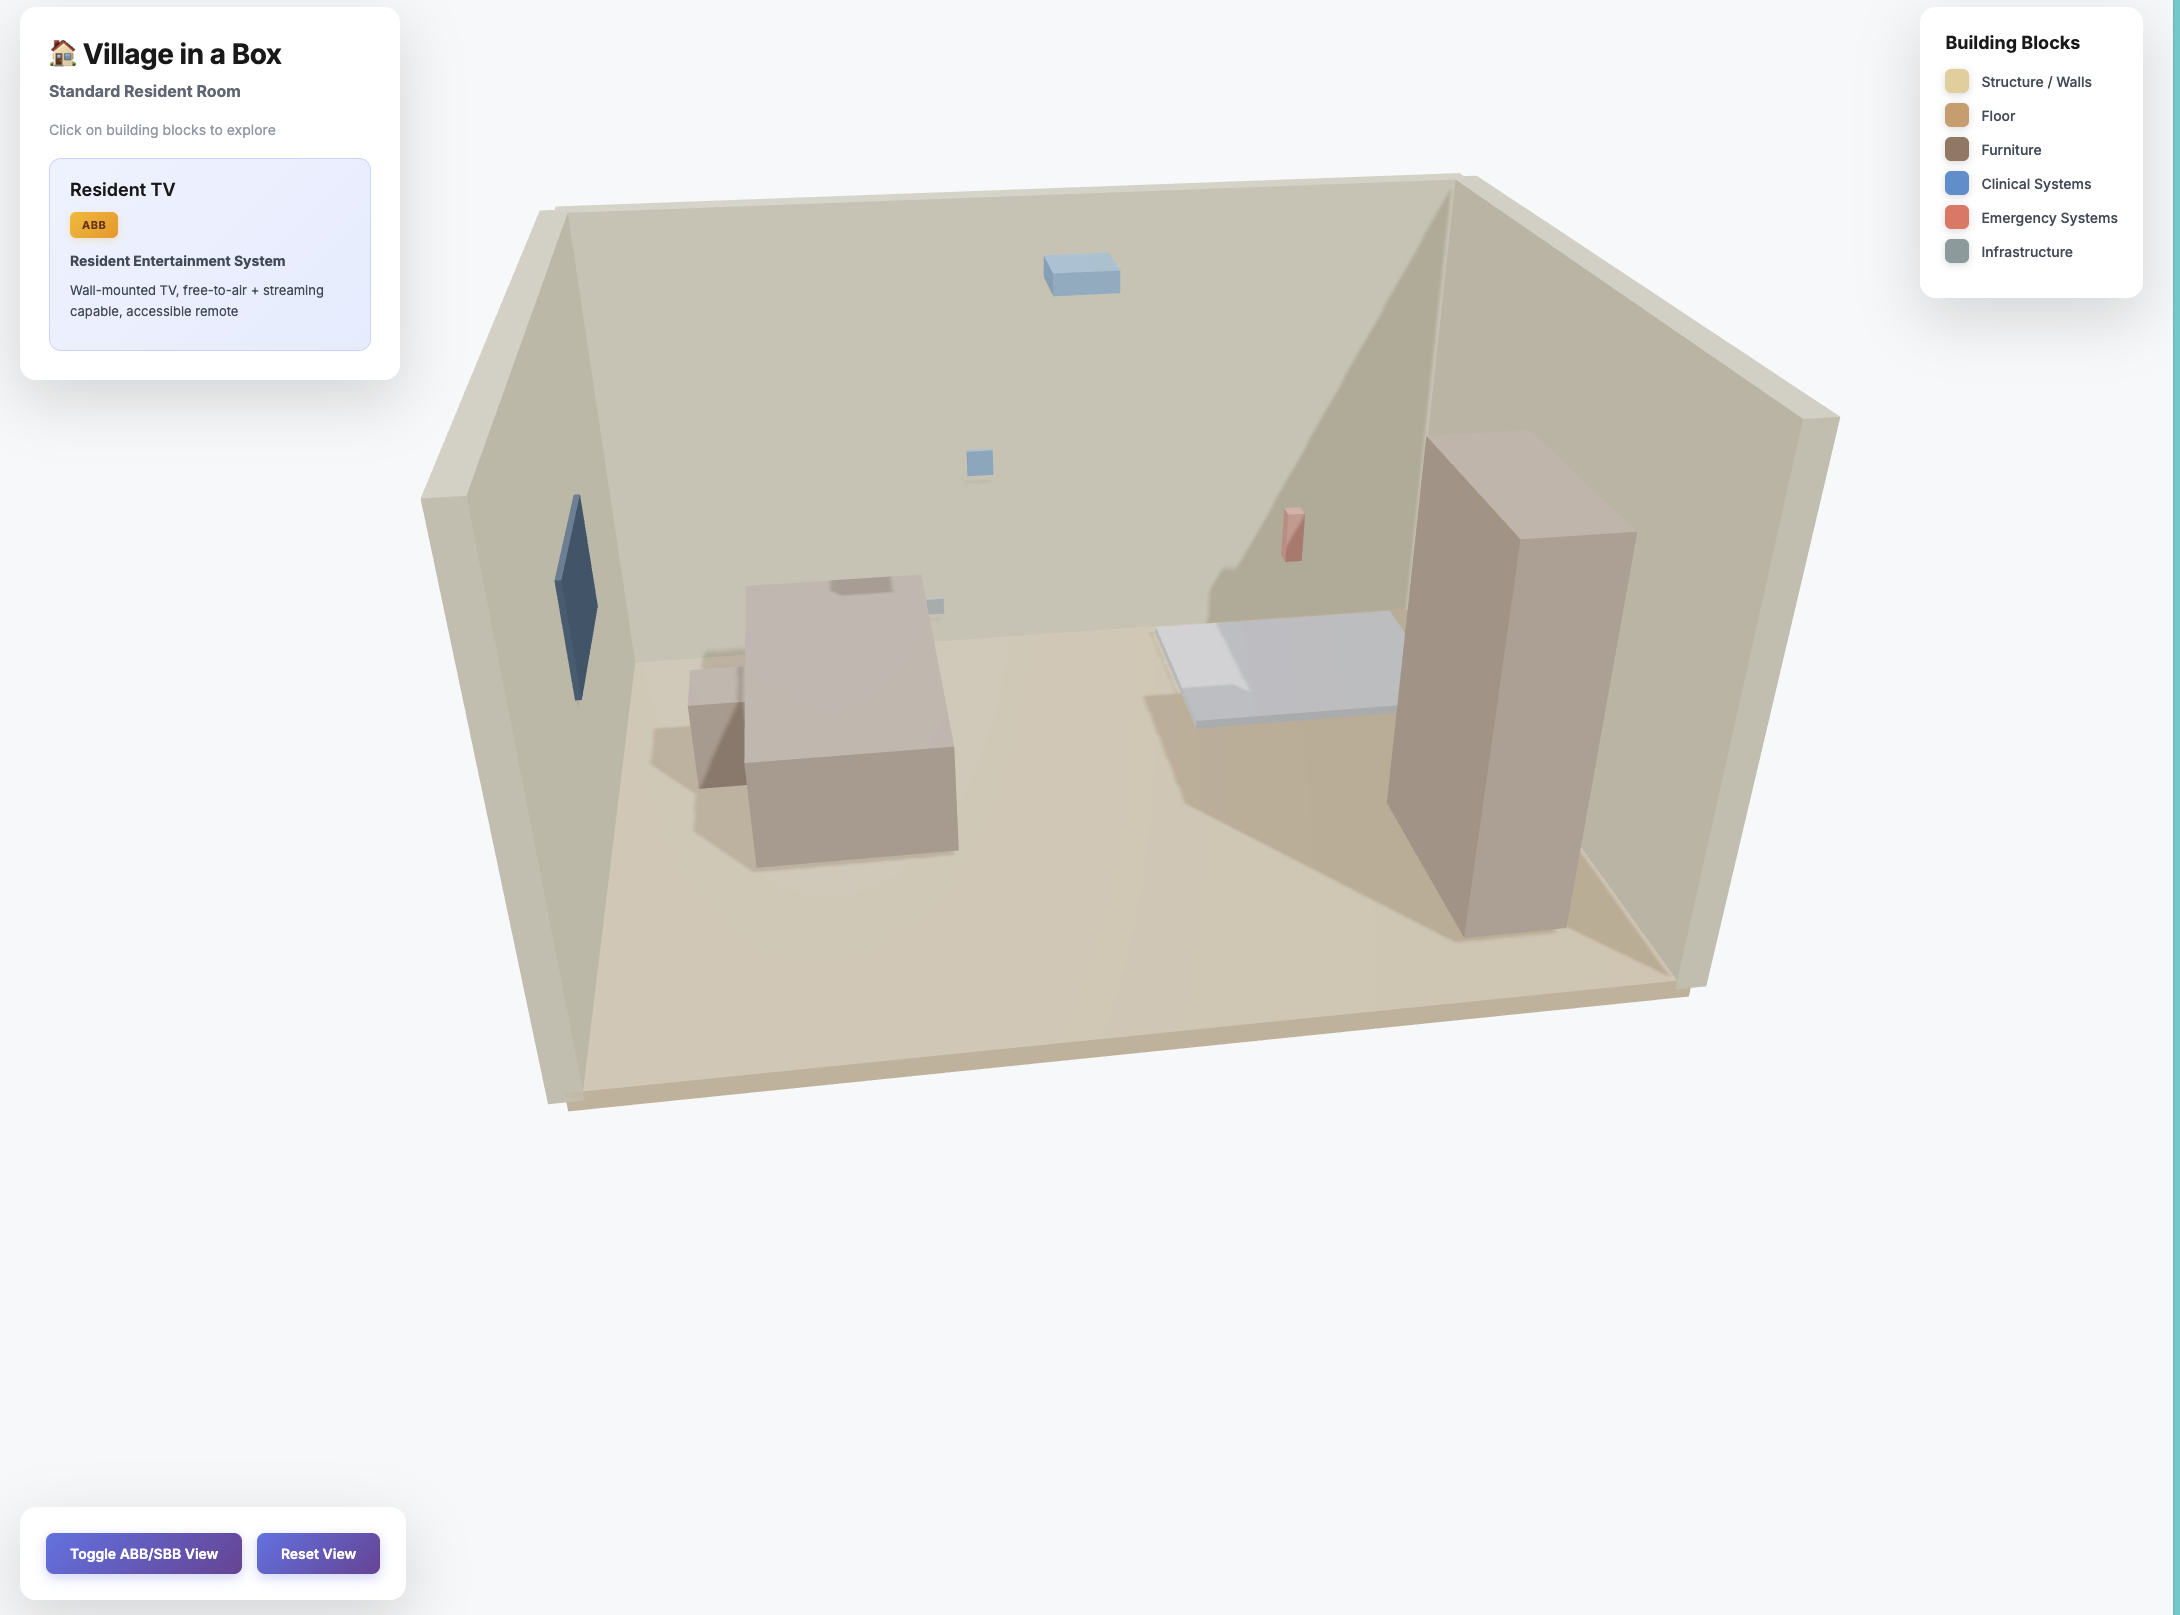 🏠 Village in a Box
Standard Resident Room
Click on building blocks to explore
Resident TV
ABB
Resident Entertainment System
Wall-mounted TV, free-to-air + streaming
capable, accessible remote
Building Blocks
Structure / Walls
Floor
Furniture
Clinical Systems
Emergency Systems
Infrastructure
Toggle ABB/SBB View
Reset View